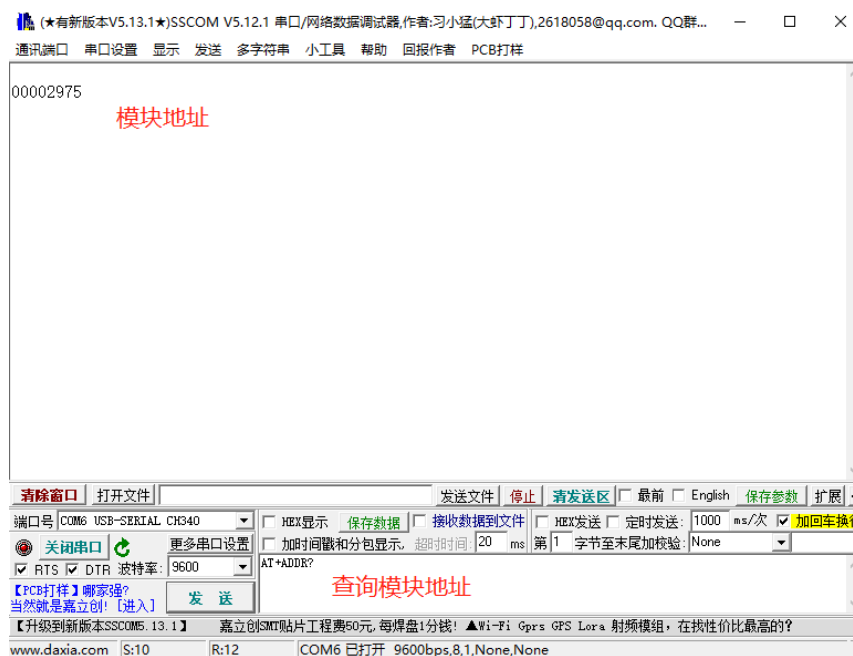 (★有新版本V5.13.1★)SSCOM V5.12.1 串口/网络数据调试器,作者:习小猛(大虾丁丁),2618058@qq.com. QQ群...
通讯端口 串口设置 显示 发送 多字符串 小工具 帮助 回报作者 PCB打样
00002975
模块地址
清除窗口 打开文件 发送文件 停止 清发送区 最前 English 保存参数 扩展
端口号 COM6 USB-SERIAL CH340 HEX显示 保存数据 接收数据到文件 HEX发送 定时发送: 1000 ms/次 加回车换行
关闭串口 更多串口设置 加时间戳和分包显示, 超时时间: 20 ms 第 1 字节至末尾加校验: None
RTS DTR 波特率: 9600
AT+ADDR?
查询模块地址
【PCB打样】哪家强?
当然就是嘉立创! [进入]
发 送
【升级到新版本SSCOM5.13.1】 嘉立创SMT贴片工程费50元,每焊盘1分钱! ▲Wi-Fi Gprs GPS Lora 射频模组，在找性价比最高的?
www.daxia.com S:10 R:12 COM6 已打开 9600bps,8,1,None,None